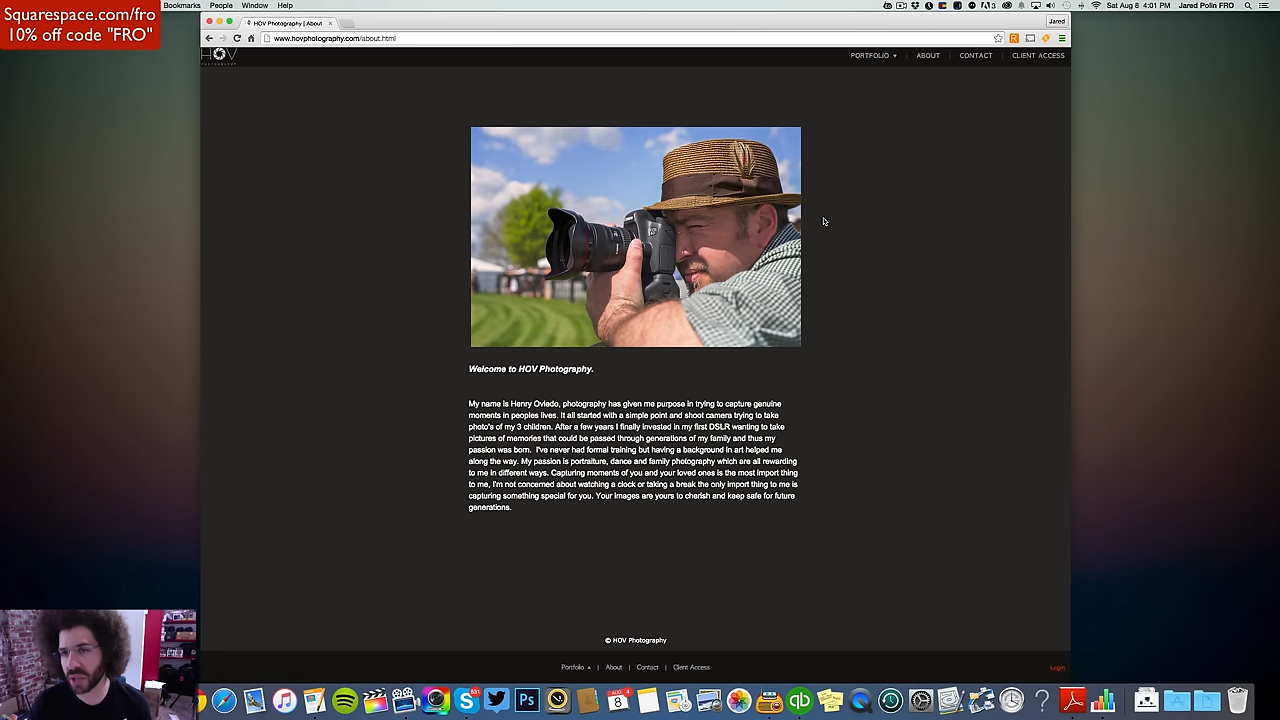 Squarespace.com/fro
10% off code "FRO"
Bookmarks People Window Help
Sat Aug 8 4:01 PM Jared Polin FRO
HOV Photography | About
Jared
www.hovphotography.com/about.html
HOV
PORTFOLIO ABOUT CONTACT CLIENT ACCESS
Welcome to HOV Photography.
My name is Henry Oviedo, photography has given me purpose in trying to capture genuine
moments in peoples lives. It all started with a simple point and shoot camera trying to take
photo's of my 3 children. After a few years I finally invested in my first DSLR wanting to take
pictures of memories that could be passed through generations of my family and thus my
passion was born. I've never had formal training but having a background in art helped me
along the way. My passion is portraiture, dance and family photography which are all rewarding
to me in different ways. Capturing moments of you and your loved ones is the most import thing
to me, I'm not concerned about watching a clock or taking a break the only import thing to me is
capturing something special for you. Your images are yours to cherish and keep safe for future
generations.
© HOV Photography
Portfolio | About | Contact | Client Access
Login
531
AUG 4
8
Ps